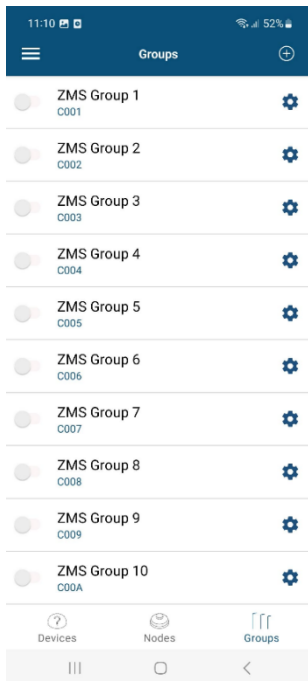 11:10 52%
Groups
ZMS Group 1
C001
ZMS Group 2
C002
ZMS Group 3
C003
ZMS Group 4
C004
ZMS Group 5
C005
ZMS Group 6
C006
ZMS Group 7
C007
ZMS Group 8
C008
ZMS Group 9
C009
ZMS Group 10
C00A
Devices Nodes Groups